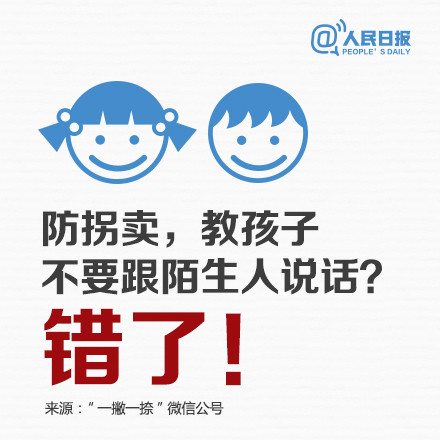 @人民日报
PEOPLE'S DAILY
防拐卖，教孩子
不要跟陌生人说话？
错了！
来源：“一撇一捺”微信公号